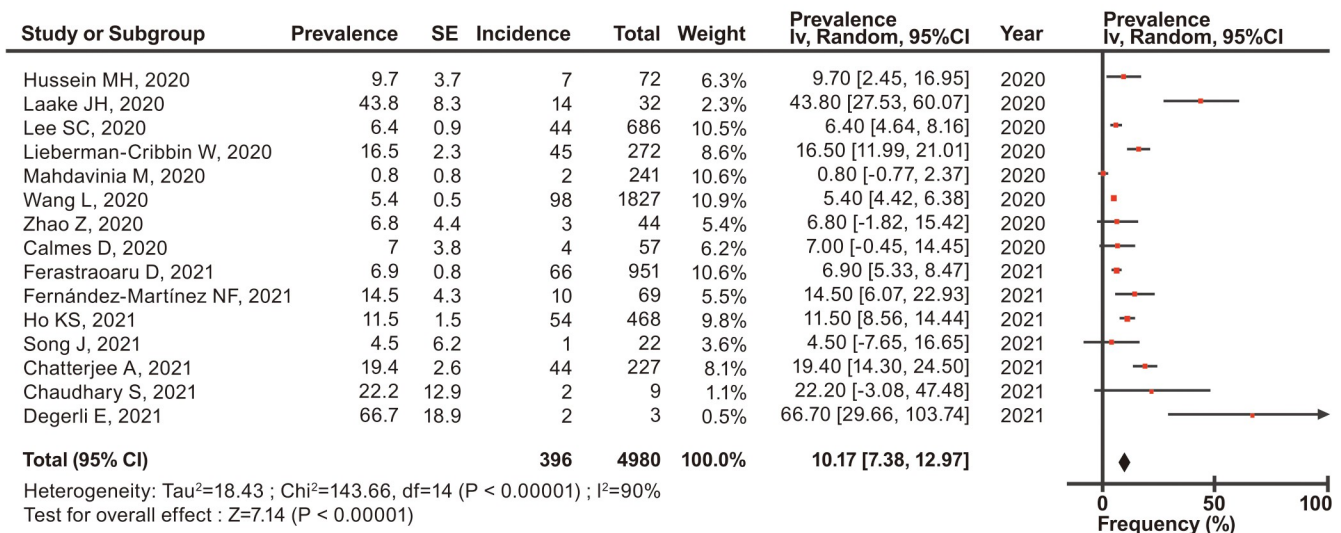 Study or Subgroup Prevalence SE Incidence Total Weight Prevalence Iv, Random, 95%CI Year Prevalence Iv, Random, 95%CI
Hussein MH, 2020 9.7 3.7 7 72 6.3% 9.70 [2.45, 16.95] 2020
Laake JH, 2020 43.8 8.3 14 32 2.3% 43.80 [27.53, 60.07] 2020
Lee SC, 2020 6.4 0.9 44 686 10.5% 6.40 [4.64, 8.16] 2020
Lieberman-Cribbin W, 2020 16.5 2.3 45 272 8.6% 16.50 [11.99, 21.01] 2020
Mahdavinia M, 2020 0.8 0.8 2 241 10.6% 0.80 [-0.77, 2.37] 2020
Wang L, 2020 5.4 0.5 98 1827 10.9% 5.40 [4.42, 6.38] 2020
Zhao Z, 2020 6.8 4.4 3 44 5.4% 6.80 [-1.82, 15.42] 2020
Calmes D, 2020 7 3.8 4 57 6.2% 7.00 [-0.45, 14.45] 2020
Ferastraoaru D, 2021 6.9 0.8 66 951 10.6% 6.90 [5.33, 8.47] 2021
Fernández-Martínez NF, 2021 14.5 4.3 10 69 5.5% 14.50 [6.07, 22.93] 2021
Ho KS, 2021 11.5 1.5 54 468 9.8% 11.50 [8.56, 14.44] 2021
Song J, 2021 4.5 6.2 1 22 3.6% 4.50 [-7.65, 16.65] 2021
Chatterjee A, 2021 19.4 2.6 44 227 8.1% 19.40 [14.30, 24.50] 2021
Chaudhary S, 2021 22.2 12.9 2 9 1.1% 22.20 [-3.08, 47.48] 2021
Degerli E, 2021 66.7 18.9 2 3 0.5% 66.70 [29.66, 103.74] 2021
Total (95% CI) 396 4980 100.0% 10.17 [7.38, 12.97]
Heterogeneity: Tau²=18.43 ; Chi²=143.66, df=14 (P < 0.00001) ; I²=90%
Test for overall effect : Z=7.14 (P < 0.00001)
0 50 100
Frequency (%)